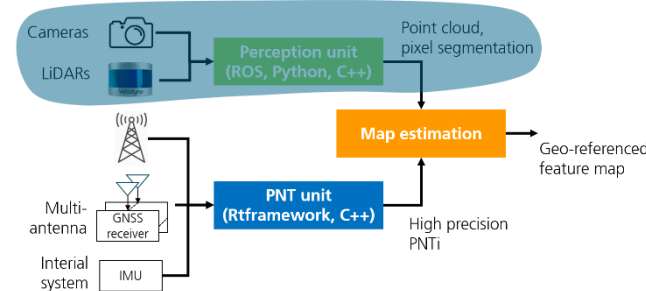 Cameras
LiDARs
Velodyne
Perception unit
(ROS, Python, C++)
Point cloud,
pixel segmentation
Map estimation
Geo-referenced
feature map
Multi-
antenna
GNSS
receiver
PNT unit
(Rtframework, C++)
High precision
PNTi
Interial
system
IMU